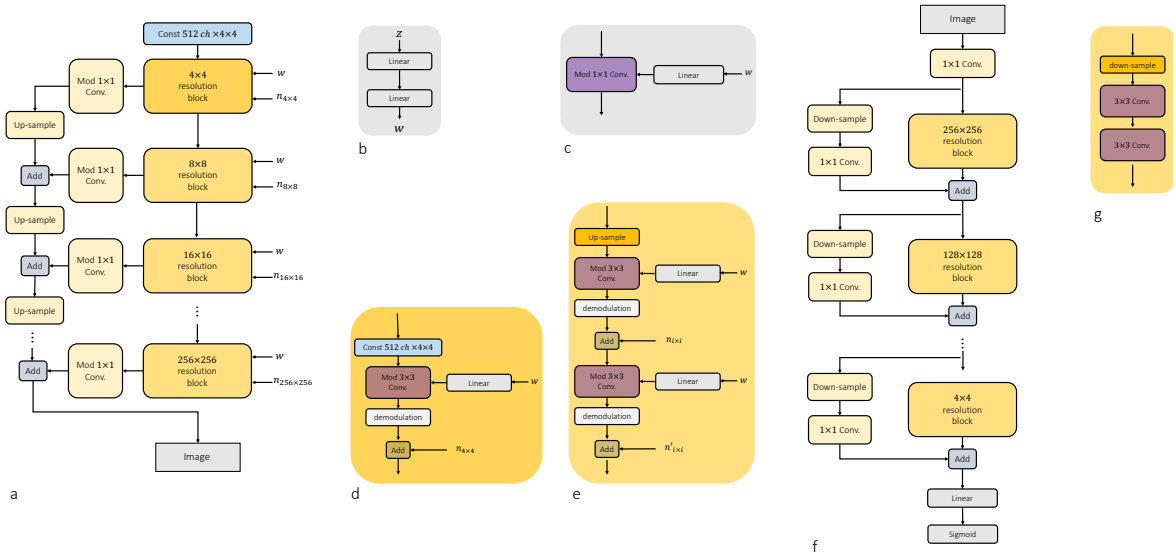 Const 512 ch ×4×4
Mod 1×1
Conv.
4×4
resolution
block
w
n4×4
Up-sample
Mod 1×1
Conv.
8×8
resolution
block
w
n8×8
Add
Up-sample
Mod 1×1
Conv.
16×16
resolution
block
w
n16×16
Add
Up-sample
...
...
Mod 1×1
Conv.
256×256
resolution
block
w
n256×256
Add
Image
a
z
Linear
Linear
w
b
Mod 1×1 Conv.
Linear
w
c
Const 512 ch ×4×4
Mod 3×3
Conv.
Linear
w
demodulation
Add
n4×4
d
Up-sample
Mod 3×3
Conv.
Linear
w
demodulation
Add
ni×i
Mod 3×3
Conv.
Linear
w
demodulation
Add
n'i×i
e
Image
1×1 Conv.
Down-sample
1×1 Conv.
256×256
resolution
block
Add
Down-sample
1×1 Conv.
128×128
resolution
block
Add
...
Down-sample
1×1 Conv.
4×4
resolution
block
Add
Linear
Sigmoid
f
down-sample
3×3 Conv.
3×3 Conv.
g